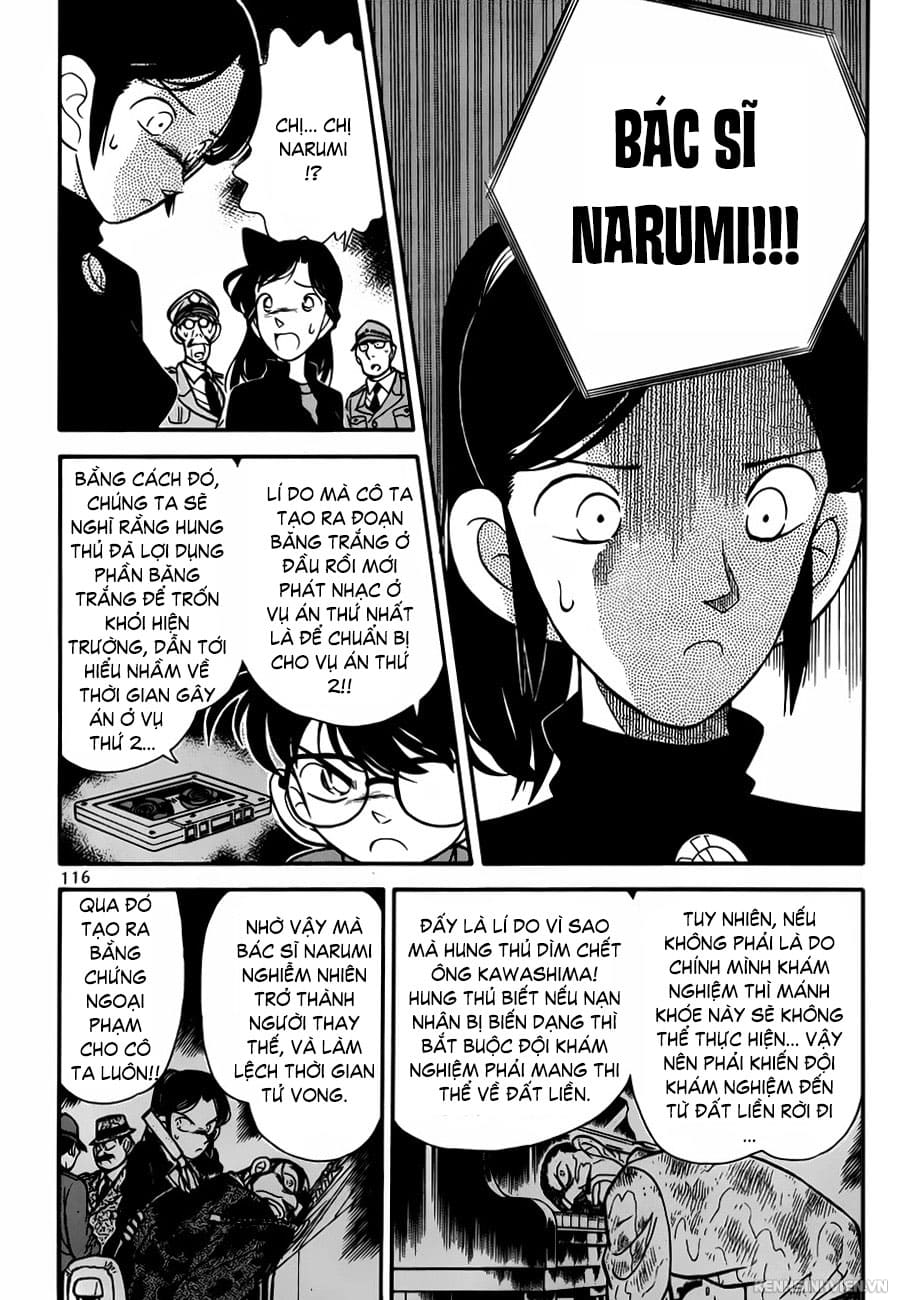 BÁC SĨ
NARUMI!!!
CHỊ... CHỊ
NARUMI
!?
LÍ DO MÀ CÔ TA
TẠO RA ĐOẠN
BĂNG TRẮNG Ở
ĐẦU RỒI MỚI
PHÁT NHẠC Ở
VỤ ÁN THỨ NHẤT
LÀ ĐỂ CHUẨN BỊ
CHO VỤ ÁN THỨ
2!!
BẰNG CÁCH ĐÓ,
CHÚNG TA SẼ
NGHĨ RẰNG HUNG
THỦ ĐÃ LỢI DỤNG
PHẦN BĂNG
TRẮNG ĐỂ TRỐN
KHỎI HIỆN
TRƯỜNG, DẪN TỚI
HIỂU NHẦM VỀ
THỜI GIAN GÂY
ÁN Ở VỤ
THỨ 2...
116
TUY NHIÊN, NẾU
KHÔNG PHẢI LÀ DO
CHÍNH MÌNH KHÁM
NGHIỆM THÌ MÁNH
KHÓE NÀY SẼ KHÔNG
THỂ THỰC HIỆN... VẬY
NÊN PHẢI KHIẾN ĐỘI
KHÁM NGHIỆM ĐẾN
TỪ ĐẤT LIỀN RỜI ĐI
...
ĐẤY LÀ LÍ DO VÌ SAO
MÀ HUNG THỦ DÌM CHẾT
ÔNG KAWASHIMA!
HUNG THỦ BIẾT NẾU NẠN
NHÂN BỊ BIẾN DẠNG THÌ
BẮT BUỘC ĐỘI KHÁM
NGHIỆM PHẢI MANG THI
THỂ VỀ ĐẤT LIỀN.
NHỜ VẬY MÀ
BÁC SĨ NARUMI
NGHIỄM NHIÊN
TRỞ THÀNH
NGƯỜI THAY
THẾ, VÀ LÀM
LỆCH THỜI GIAN
TỬ VONG.
QUA ĐÓ
TẠO RA
BẰNG
CHỨNG
NGOẠI
PHẠM
CHO CÔ
TA LUÔN!!
KENHSINHVIEN.VN